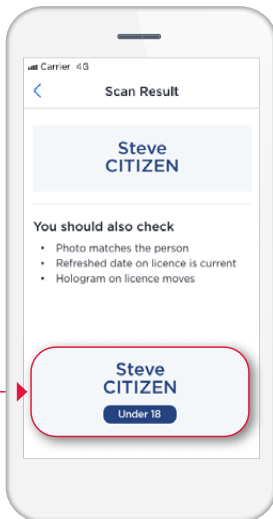 Carrier 4G
Scan Result
Steve
CITIZEN
You should also check
• Photo matches the person
• Refreshed date on licence is current
• Hologram on licence moves
Steve
CITIZEN
Under 18